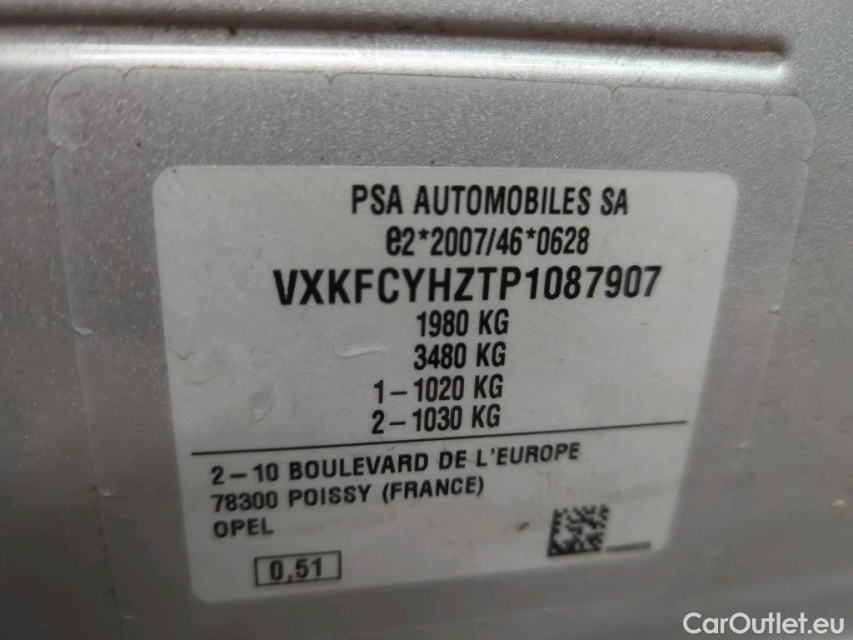 PSA AUTOMOBILES SA
e2*2007/46*0628
VXKFCYHZTP1087907
1980 KG
3480 KG
1-1020 KG
2-1030 KG
2-10 BOULEVARD DE L'EUROPE
78300 POISSY (FRANCE)
OPEL
0,51
CarOutlet.eu